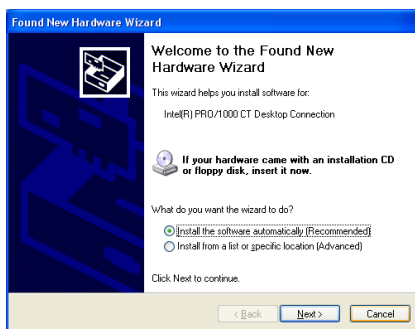 Found New Hardware Wizard
Welcome to the Found New
Hardware Wizard
This wizard helps you install software for:
Intel(R) PRO/1000 CT Desktop Connection
If your hardware came with an installation CD
or floppy disk, insert it now.
What do you want the wizard to do?
Install the software automatically (Recommended)
Install from a list or specific location (Advanced)
Click Next to continue.
< Back
Next >
Cancel